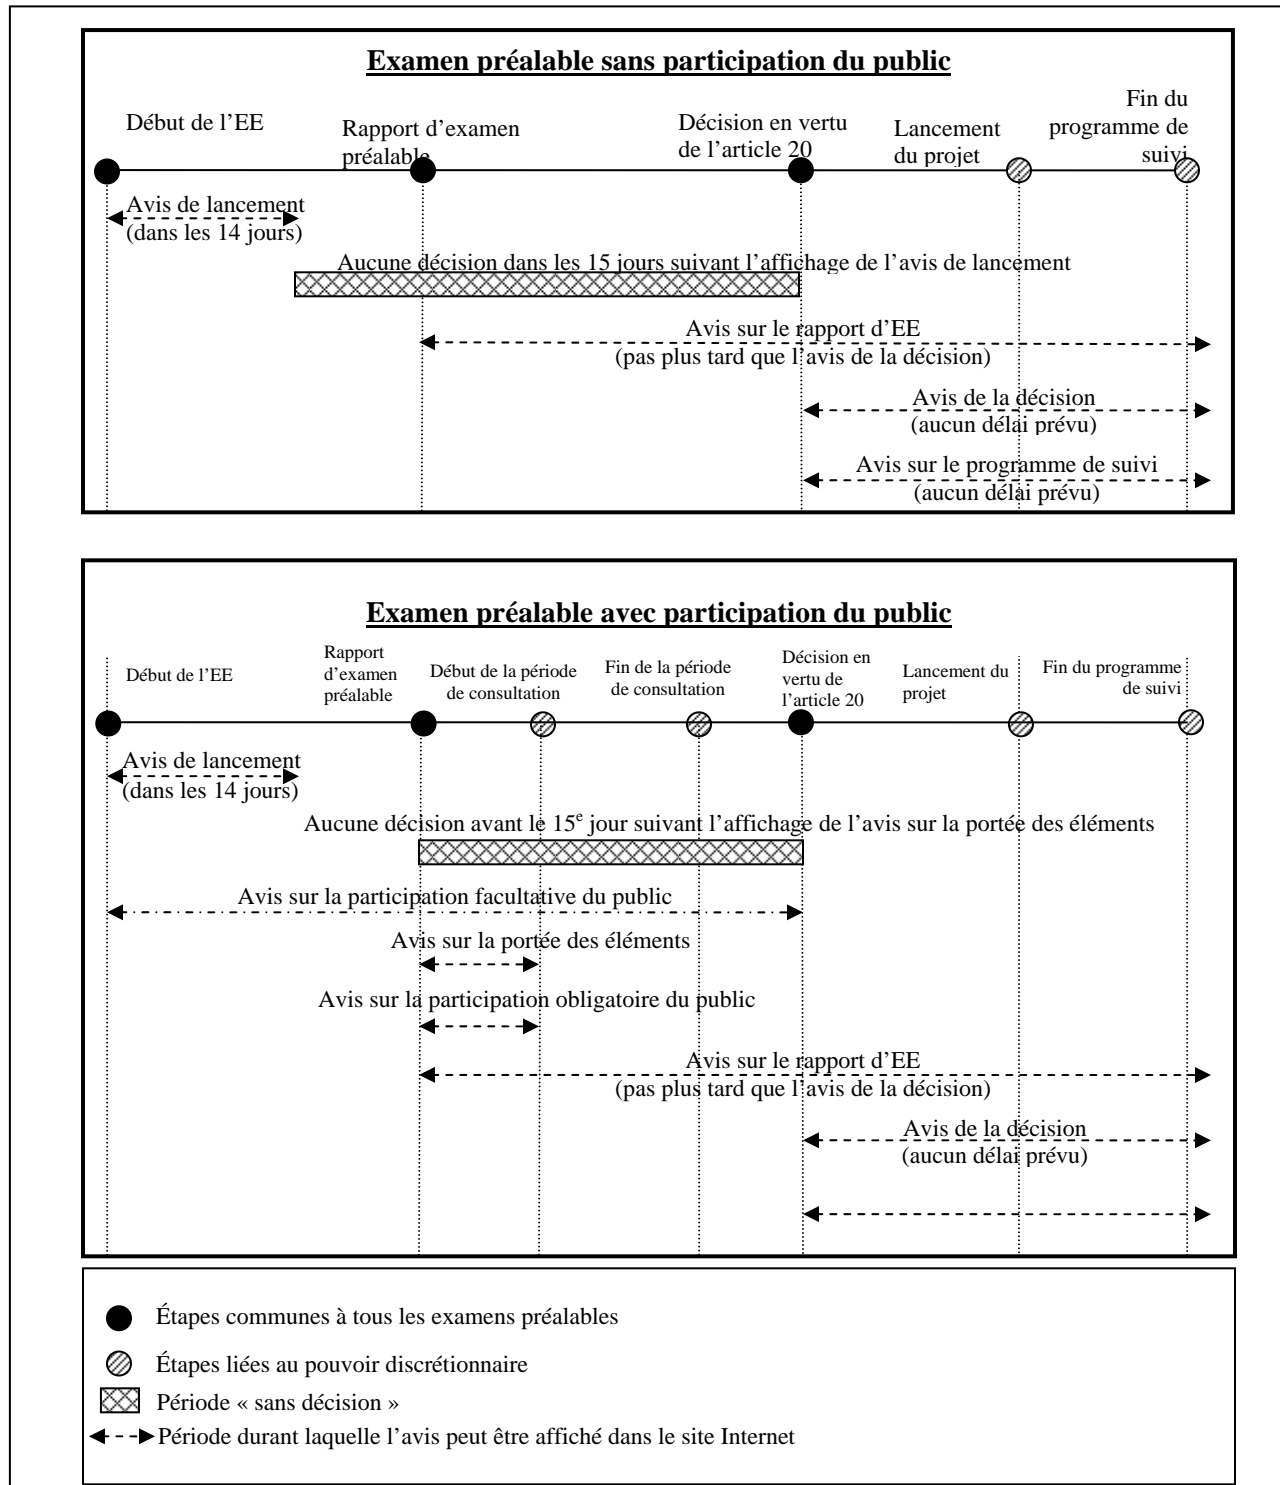 Examen préalable sans participation du public
Début de l’EE
Rapport d’examen
préalable
Décision en vertu
de l’article 20
Lancement
du projet
Fin du
programme de
suivi
Avis de lancement
(dans les 14 jours)
Aucune décision dans les 15 jours suivant l’affichage de l’avis de lancement
Avis sur le rapport d’EE
(pas plus tard que l’avis de la décision)
Avis de la décision
(aucun délai prévu)
Avis sur le programme de suivi
(aucun délai prévu)
Examen préalable avec participation du public
Début de l’EE
Rapport
d’examen
préalable
Début de la période
de consultation
Fin de la période
de consultation
Décision en
vertu de
l’article 20
Lancement du
projet
Fin du programme
de suivi
Avis de lancement
(dans les 14 jours)
Aucune décision avant le 15e jour suivant l’affichage de l’avis sur la portée des éléments
Avis sur la participation facultative du public
Avis sur la portée des éléments
Avis sur la participation obligatoire du public
Avis sur le rapport d’EE
(pas plus tard que l’avis de la décision)
Avis de la décision
(aucun délai prévu)
Étapes communes à tous les examens préalables
Étapes liées au pouvoir discrétionnaire
Période « sans décision »
Période durant laquelle l’avis peut être affiché dans le site Internet